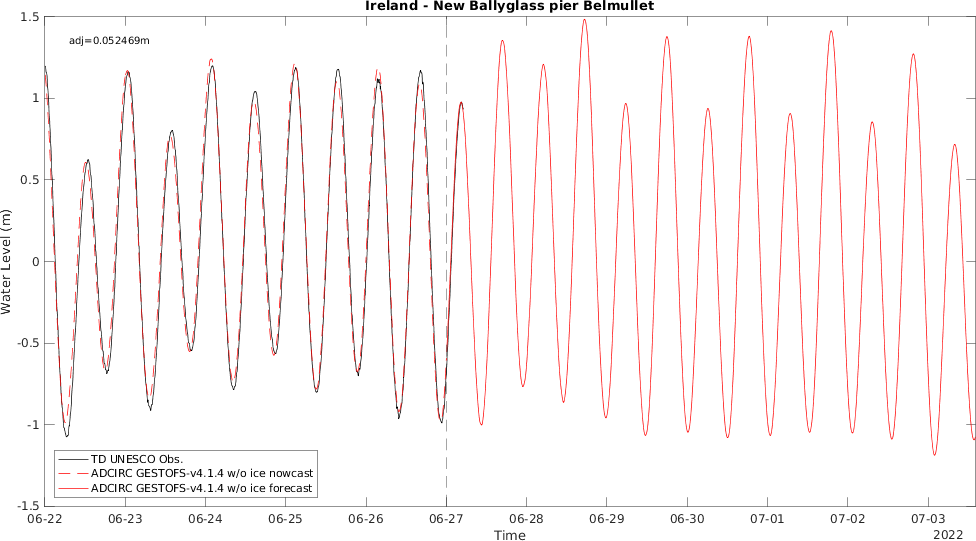 Ireland - New Ballyglass pier Belmullet
adj=0.052469m
Water Level (m)
1.5
1
0.5
0
-0.5
-1
-1.5
TD UNESCO Obs.
ADCIRC GESTOFS-v4.1.4 w/o ice nowcast
ADCIRC GESTOFS-v4.1.4 w/o ice forecast
06-22 06-23 06-24 06-25 06-26 06-27 06-28 06-29 06-30 07-01 07-02 07-03
Time
2022